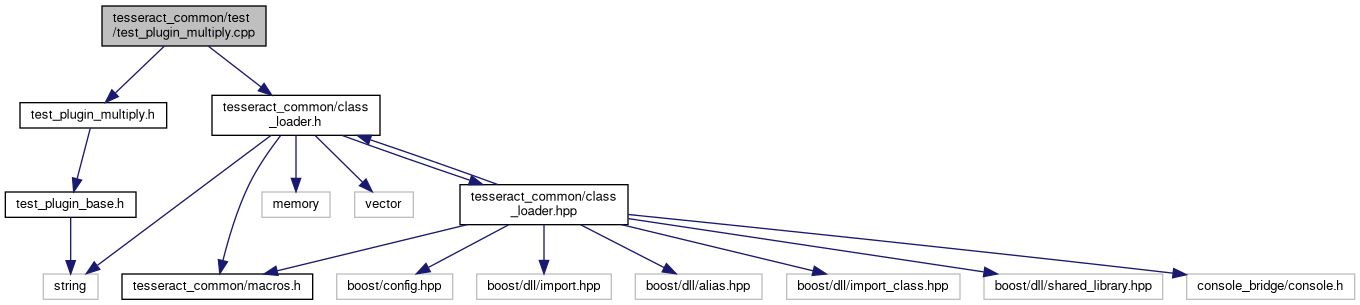 tesseract_common/test
/test_plugin_multiply.cpp
test_plugin_multiply.h
tesseract_common/class
_loader.h
test_plugin_base.h
memory
vector
tesseract_common/class
_loader.hpp
string
tesseract_common/macros.h
boost/config.hpp
boost/dll/import.hpp
boost/dll/alias.hpp
boost/dll/import_class.hpp
boost/dll/shared_library.hpp
console_bridge/console.h